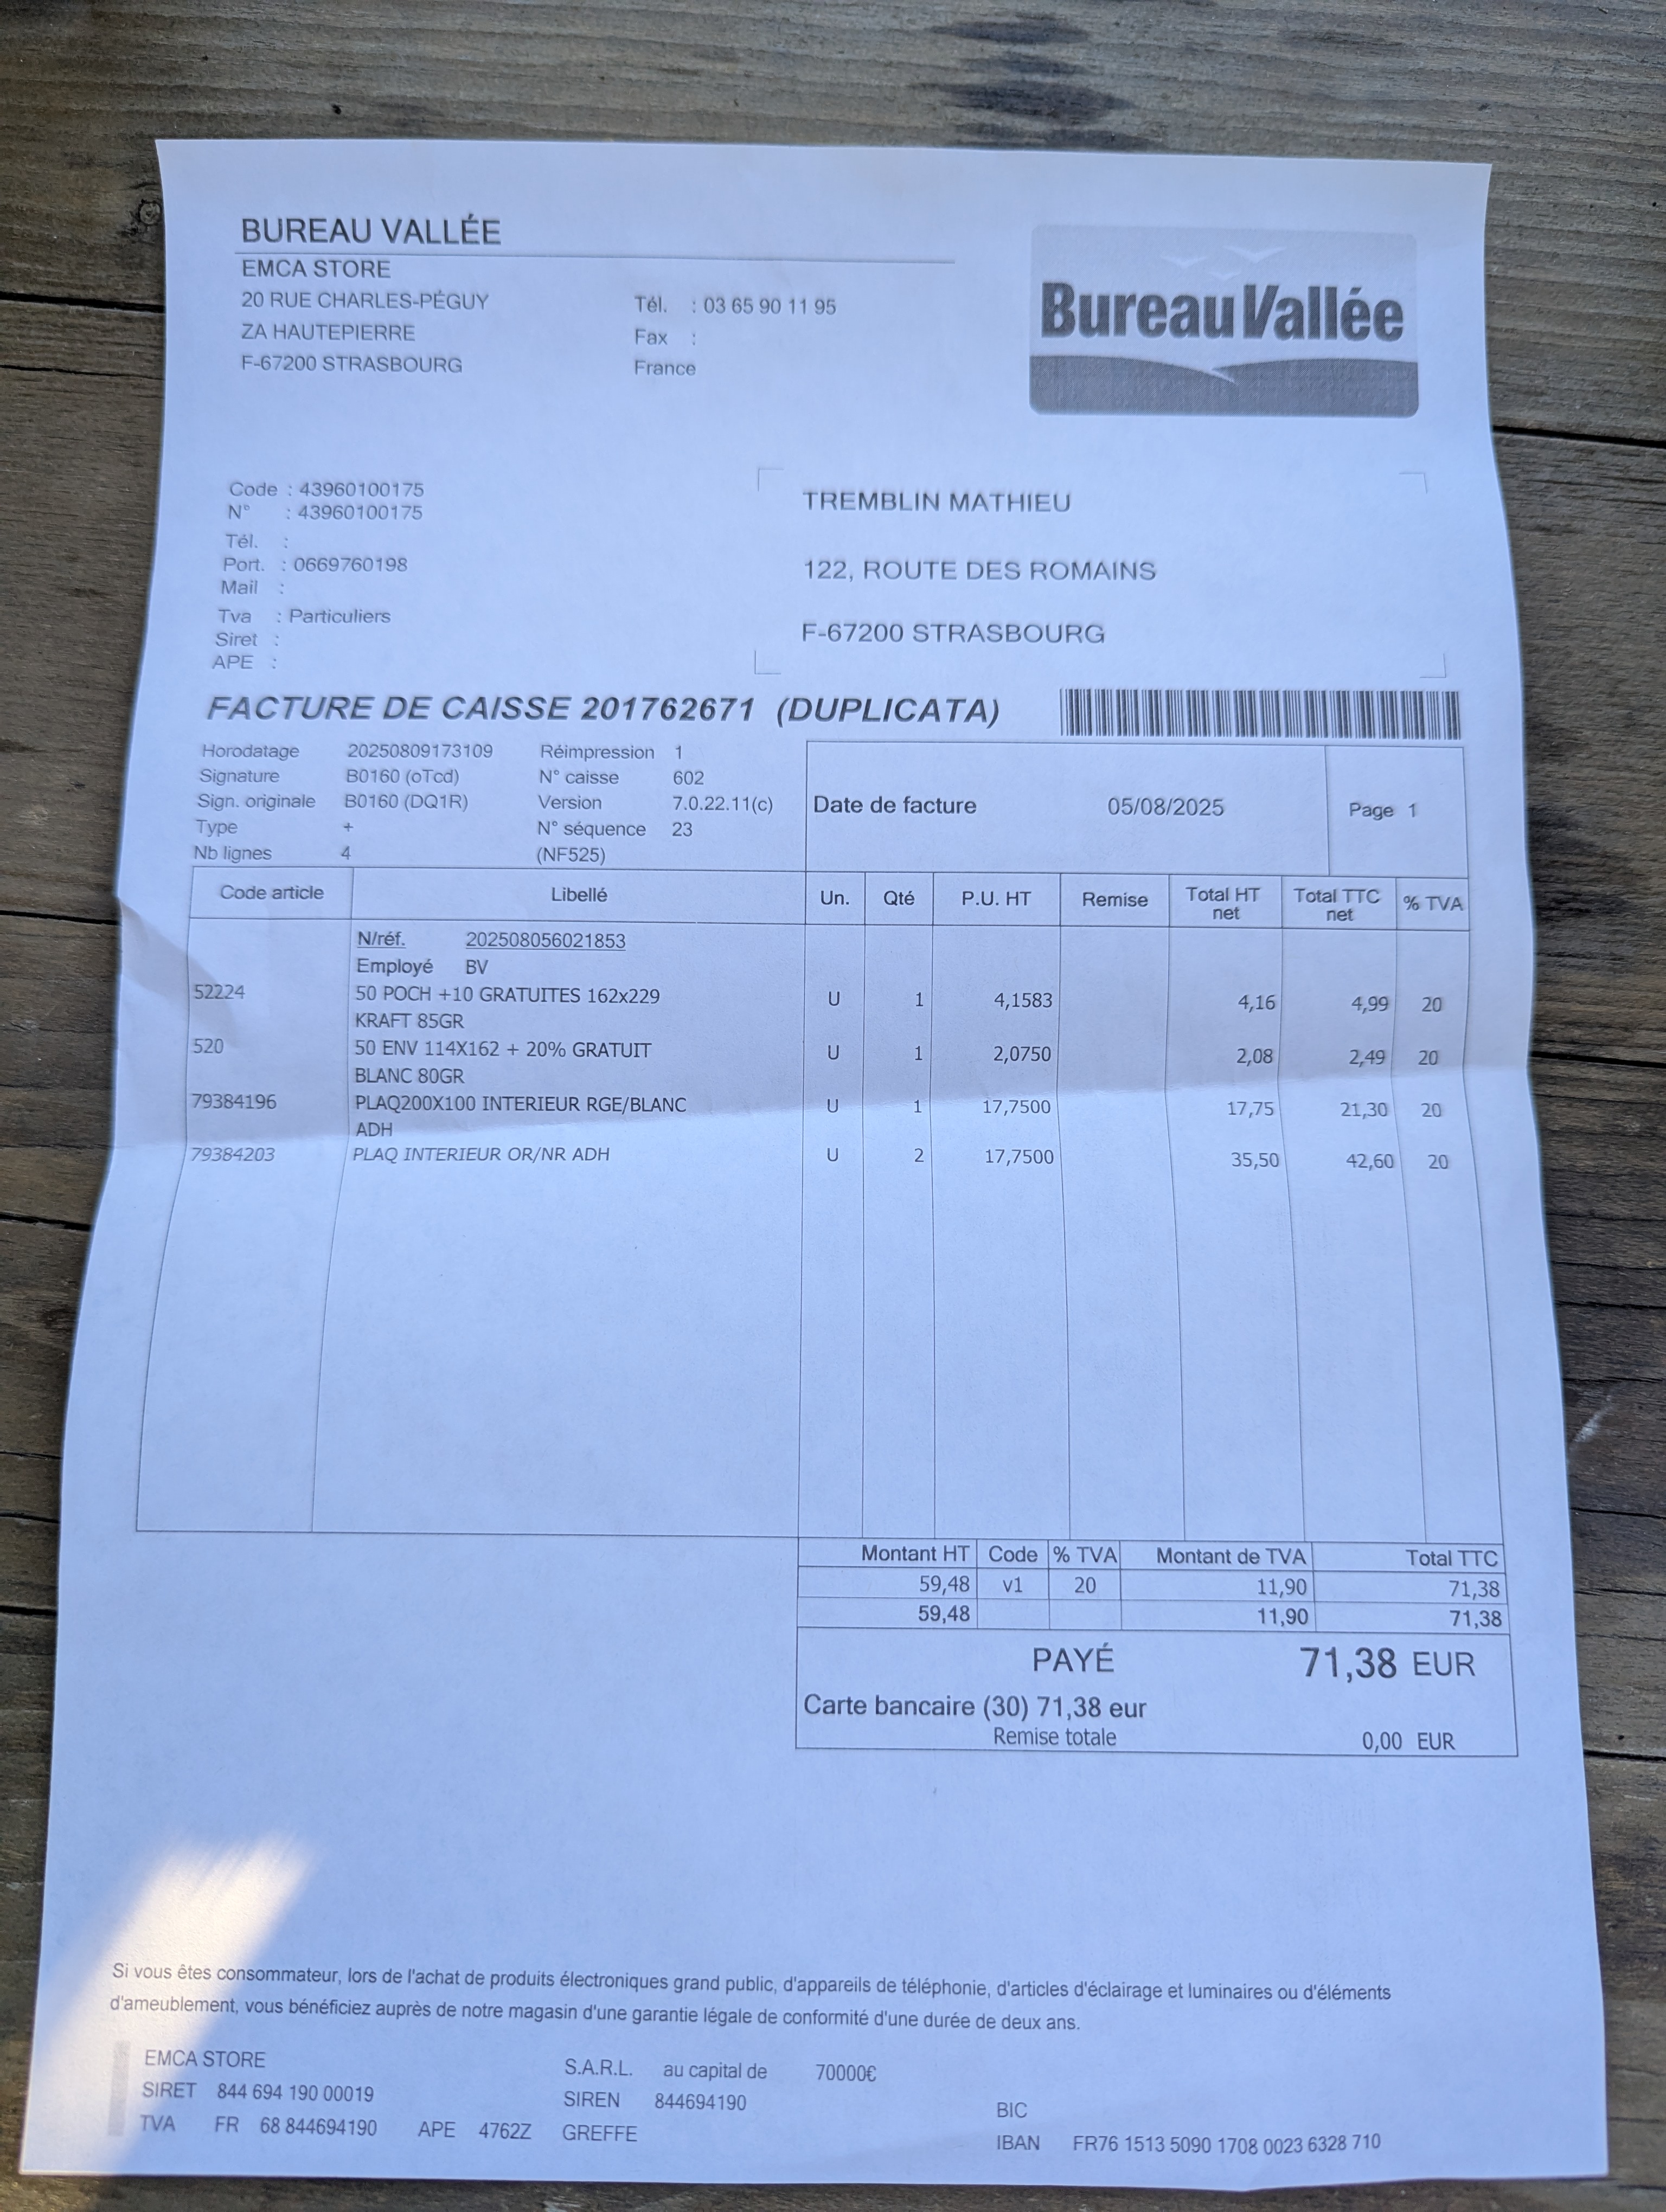 BUREAU VALLÉE
EMCA STORE
20 RUE CHARLES-PÉGUY
ZA HAUTEPIERRE
F-67200 STRASBOURG
Tél. : 03 65 90 11 95
Fax :
France
BureauVallée
Code : 43960100175
N° : 43960100175
Tél. :
Port. : 0669760198
Mail :
Tva : Particuliers
Siret :
APE :
TREMBLIN MATHIEU
122, ROUTE DES ROMAINS
F-67200 STRASBOURG
FACTURE DE CAISSE 201762671 (DUPLICATA)
Horodatage 20250809173109 Réimpression 1
Signature B0160 (oTcd) N° caisse 602
Sign. originale B0160 (DQ1R) Version 7.0.22.11(c)
Type + N° séquence 23
Nb lignes 4 (NF525)
Date de facture 05/08/2025 Page 1
Code article Libellé Un. Qté P.U. HT Remise Total HT net Total TTC net % TVA
N/réf. 202508056021853
Employé BV
52224 50 POCH +10 GRATUITES 162x229 U 1 4,1583 4,16 4,99 20
KRAFT 85GR
520 50 ENV 114X162 + 20% GRATUIT U 1 2,0750 2,08 2,49 20
BLANC 80GR
79384196 PLAQ200X100 INTERIEUR RGE/BLANC U 1 17,7500 17,75 21,30 20
ADH
79384203 PLAQ INTERIEUR OR/NR ADH U 2 17,7500 35,50 42,60 20
Montant HT Code % TVA Montant de TVA Total TTC
59,48 v1 20 11,90 71,38
59,48 11,90 71,38
PAYÉ 71,38 EUR
Carte bancaire (30) 71,38 eur
Remise totale 0,00 EUR
Si vous êtes consommateur, lors de l'achat de produits électroniques grand public, d'appareils de téléphonie, d'articles d'éclairage et luminaires ou d'éléments
d'ameublement, vous bénéficiez auprès de notre magasin d'une garantie légale de conformité d'une durée de deux ans.
EMCA STORE S.A.R.L. au capital de 70000€
SIRET 844 694 190 00019 SIREN 844694190 BIC
TVA FR 68 844694190 APE 4762Z GREFFE IBAN FR76 1513 5090 1708 0023 6328 710